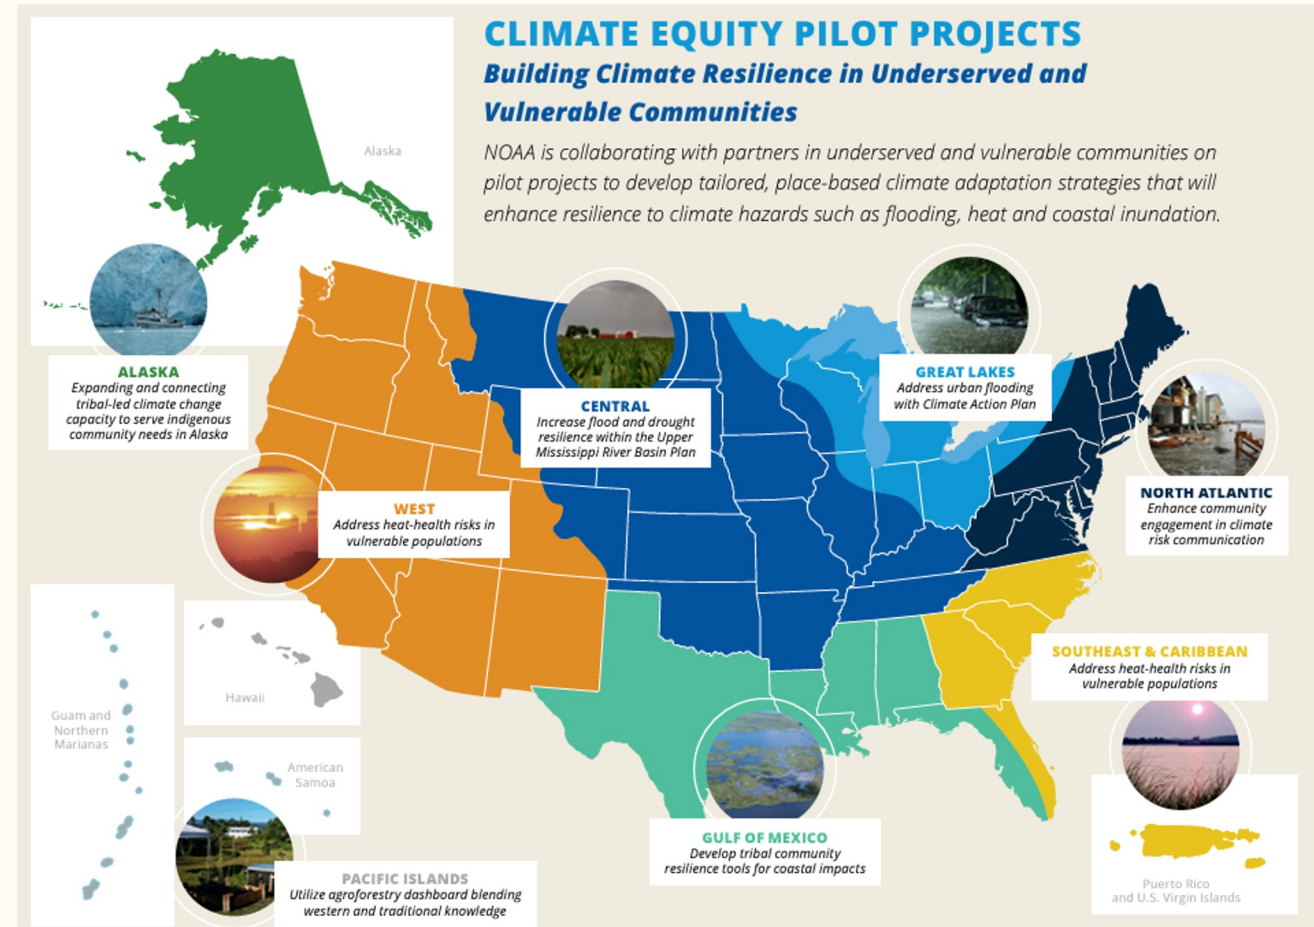 CLIMATE EQUITY PILOT PROJECTS
Building Climate Resilience in Underserved and
Vulnerable Communities
NOAA is collaborating with partners in underserved and vulnerable communities on
pilot projects to develop tailored, place-based climate adaptation strategies that will
enhance resilience to climate hazards such as flooding, heat and coastal inundation.
Alaska
ALASKA
Expanding and connecting
tribal-led climate change
capacity to serve indigenous
community needs in Alaska
CENTRAL
Increase flood and drought
resilience within the Upper
Mississippi River Basin Plan
GREAT LAKES
Address urban flooding
with Climate Action Plan
WEST
Address heat-health risks in
vulnerable populations
NORTH ATLANTIC
Enhance community
engagement in climate
risk communication
SOUTHEAST & CARIBBEAN
Address heat-health risks in
vulnerable populations
Hawaii
Guam and
Northern
Marianas
American
Samoa
GULF OF MEXICO
Develop tribal community
resilience tools for coastal impacts
PACIFIC ISLANDS
Utilize agroforestry dashboard blending
western and traditional knowledge
Puerto Rico
and U.S. Virgin Islands